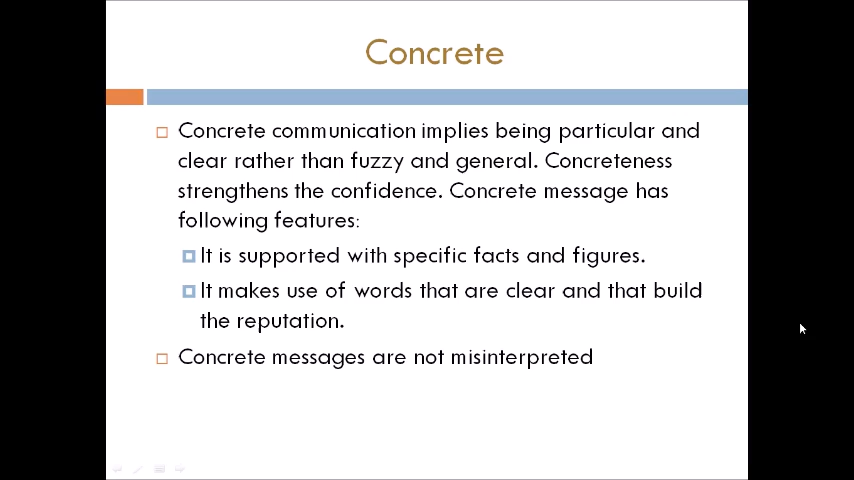 Concrete
Concrete communication implies being particular and
clear rather than fuzzy and general. Concreteness
strengthens the confidence. Concrete message has
following features:
It is supported with specific facts and figures.
It makes use of words that are clear and that build
the reputation.
Concrete messages are not misinterpreted